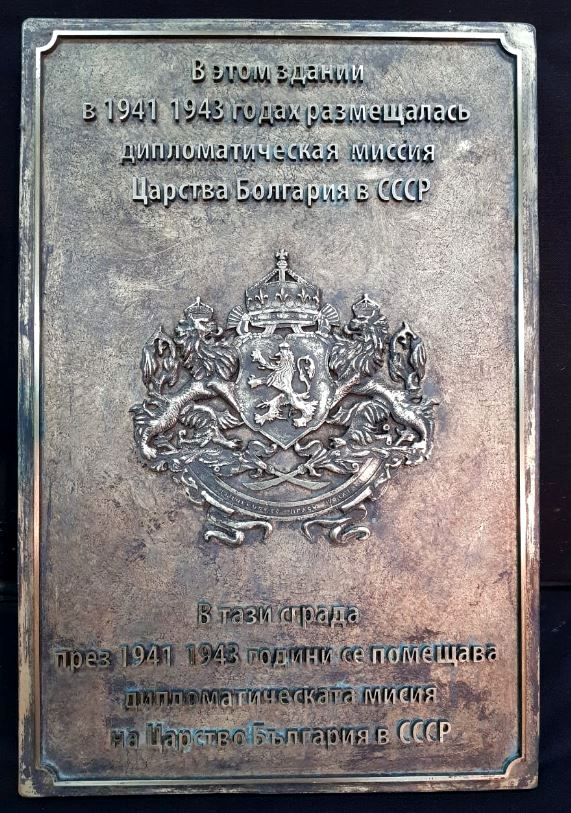 В этом здании
в 1941 1943 годах размещалась
дипломатическая миссия
Царства Болгария в СССР
В тази сграда
през 1941 1943 години се помещава
дипломатическата мисия
на Царство България в СССР